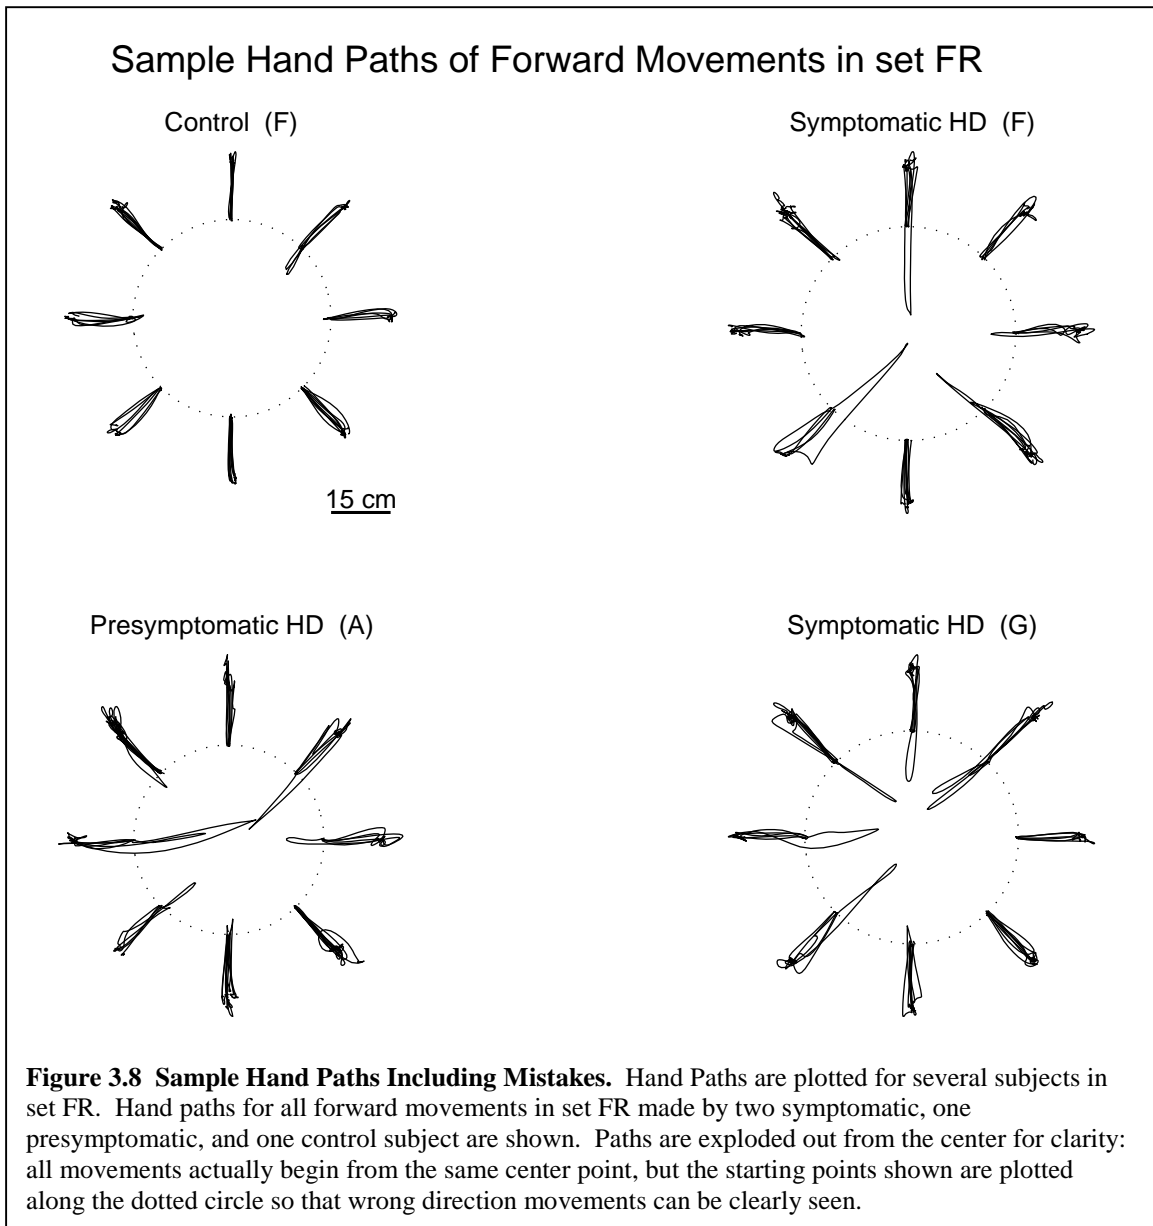 Sample Hand Paths of Forward Movements in set FR
Control (F)
Symptomatic HD (F)
15 cm
Presymptomatic HD (A)
Symptomatic HD (G)
Figure 3.8 Sample Hand Paths Including Mistakes. Hand Paths are plotted for several subjects in
set FR. Hand paths for all forward movements in set FR made by two symptomatic, one
presymptomatic, and one control subject are shown. Paths are exploded out from the center for clarity:
all movements actually begin from the same center point, but the starting points shown are plotted
along the dotted circle so that wrong direction movements can be clearly seen.